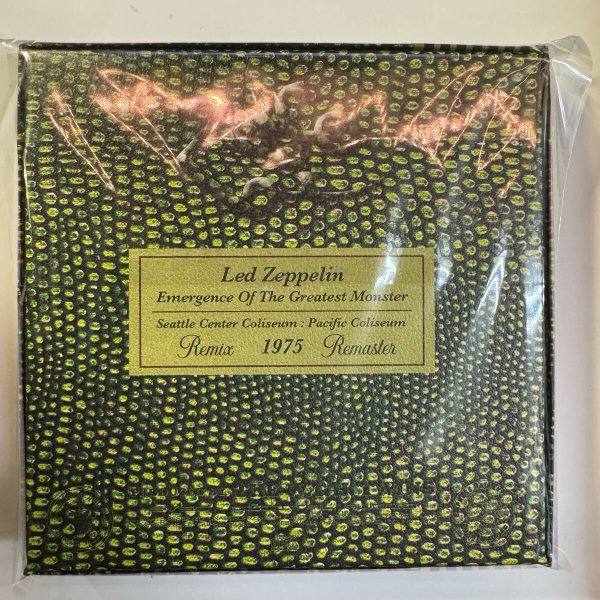 Led Zeppelin
Emergence Of The Greatest Monster
Seattle Center Coliseum : Pacific Coliseum
Remix 1975 Remaster